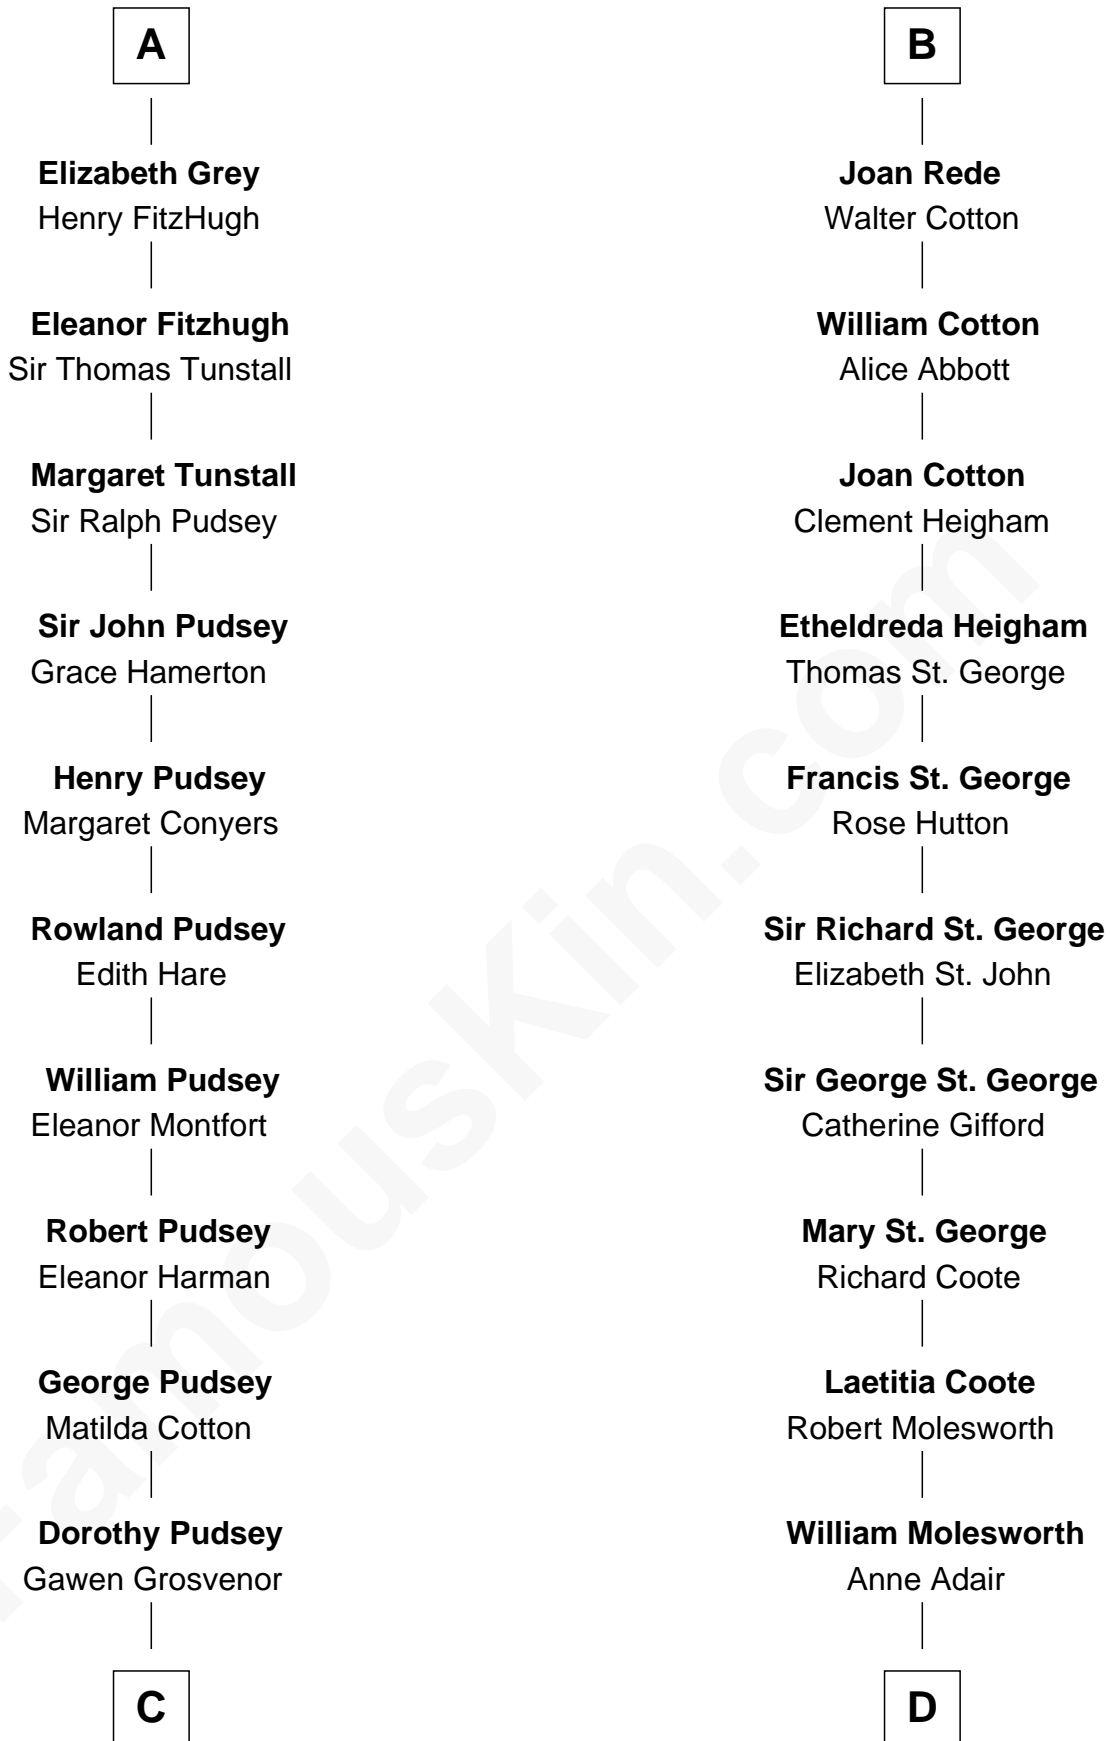 A
Elizabeth Grey
Henry FitzHugh
Eleanor Fitzhugh
Sir Thomas Tunstall
Margaret Tunstall
Sir Ralph Pudsey
Sir John Pudsey
Grace Hamerton
Henry Pudsey
Margaret Conyers
Rowland Pudsey
Edith Hare
William Pudsey
Eleanor Montfort
Robert Pudsey
Eleanor Harman
George Pudsey
Matilda Cotton
Dorothy Pudsey
Gawen Grosvenor
C
B
Joan Rede
Walter Cotton
William Cotton
Alice Abbott
Joan Cotton
Clement Heigham
Etheldreda Heigham
Thomas St. George
Francis St. George
Rose Hutton
Sir Richard St. George
Elizabeth St. John
Sir George St. George
Catherine Gifford
Mary St. George
Richard Coote
Laetitia Coote
Robert Molesworth
William Molesworth
Anne Adair
D
FamousKin.com